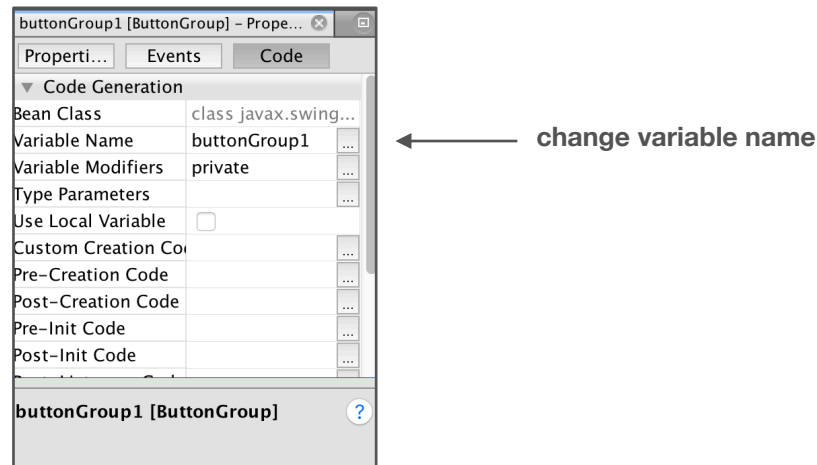 buttonGroup1 [ButtonGroup] – Prope...
Properti... Events Code
Code Generation
Bean Class class javax.swing...
Variable Name buttonGroup1 ...
change variable name
Variable Modifiers private ...
Type Parameters ...
Use Local Variable
Custom Creation Co ...
Pre-Creation Code ...
Post-Creation Code ...
Pre-Init Code ...
Post-Init Code ...
buttonGroup1 [ButtonGroup] ?